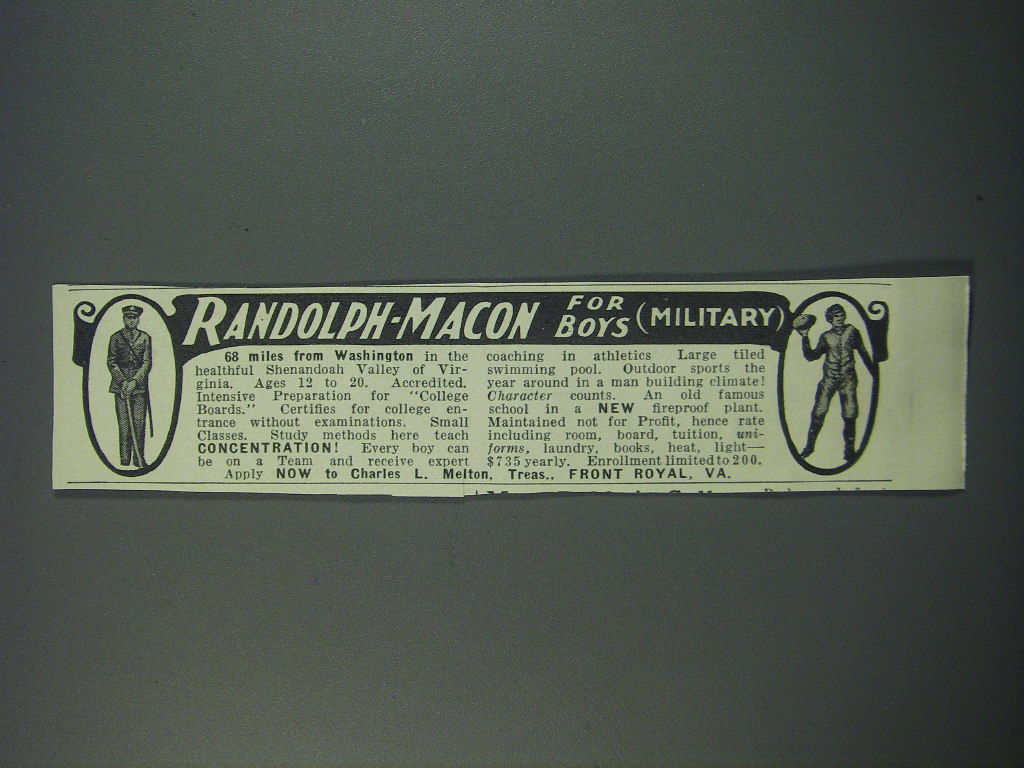 RANDOLPH-MACON FOR BOYS (MILITARY)
68 miles from Washington in the
healthful Shenandoah Valley of Vir-
ginia. Ages 12 to 20. Accredited.
Intensive Preparation for "College
Boards." Certifies for college en-
trance without examinations. Small
Classes. Study methods here teach
CONCENTRATION! Every boy can
be on a Team and receive expert
coaching in athletics Large tiled
swimming pool. Outdoor sports the
year around in a man building climate!
Character counts. An old famous
school in a NEW fireproof plant.
Maintained not for Profit, hence rate
including room, board, tuition, uni-
forms, laundry, books, heat, light—
$735 yearly. Enrollment limited to 200.
Apply NOW to Charles L. Melton, Treas., FRONT ROYAL, VA.